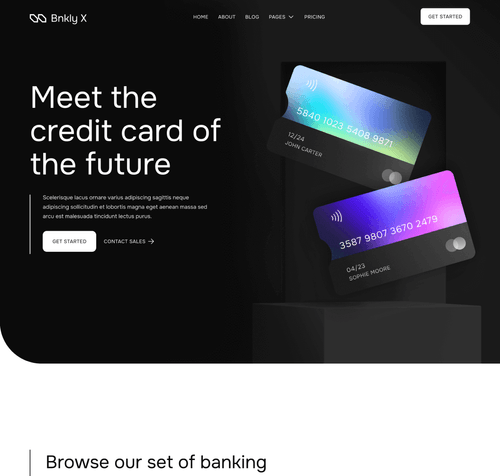 Bnkly X
HOME ABOUT BLOG PAGES PRICING
GET STARTED
Meet the
credit card of
the future
Scelerisque lacus ornare varius adipiscing sagittis neque
adipiscing sollicitudin et lobortis magna eget aenean massa sed
arcu est malesuada tincidunt lectus purus.
GET STARTED CONTACT SALES
5840 1023 5408 9871
12/24
JOHN CARTER
3587 9807 3670 2479
04/23
SOPHIE MOORE
Browse our set of banking